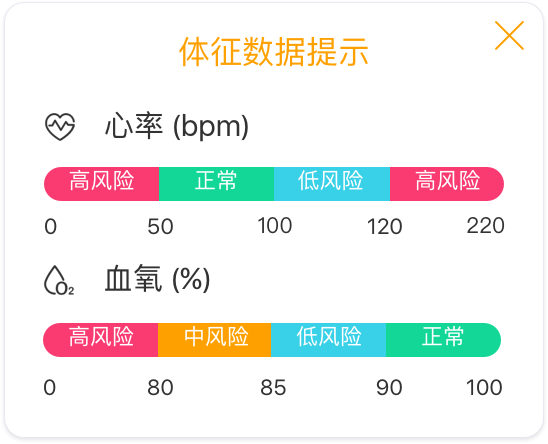 体征数据提示
心率 (bpm)
高风险 正常 低风险 高风险
0 50 100 120 220
O₂ 血氧 (%)
高风险 中风险 低风险 正常
0 80 85 90 100